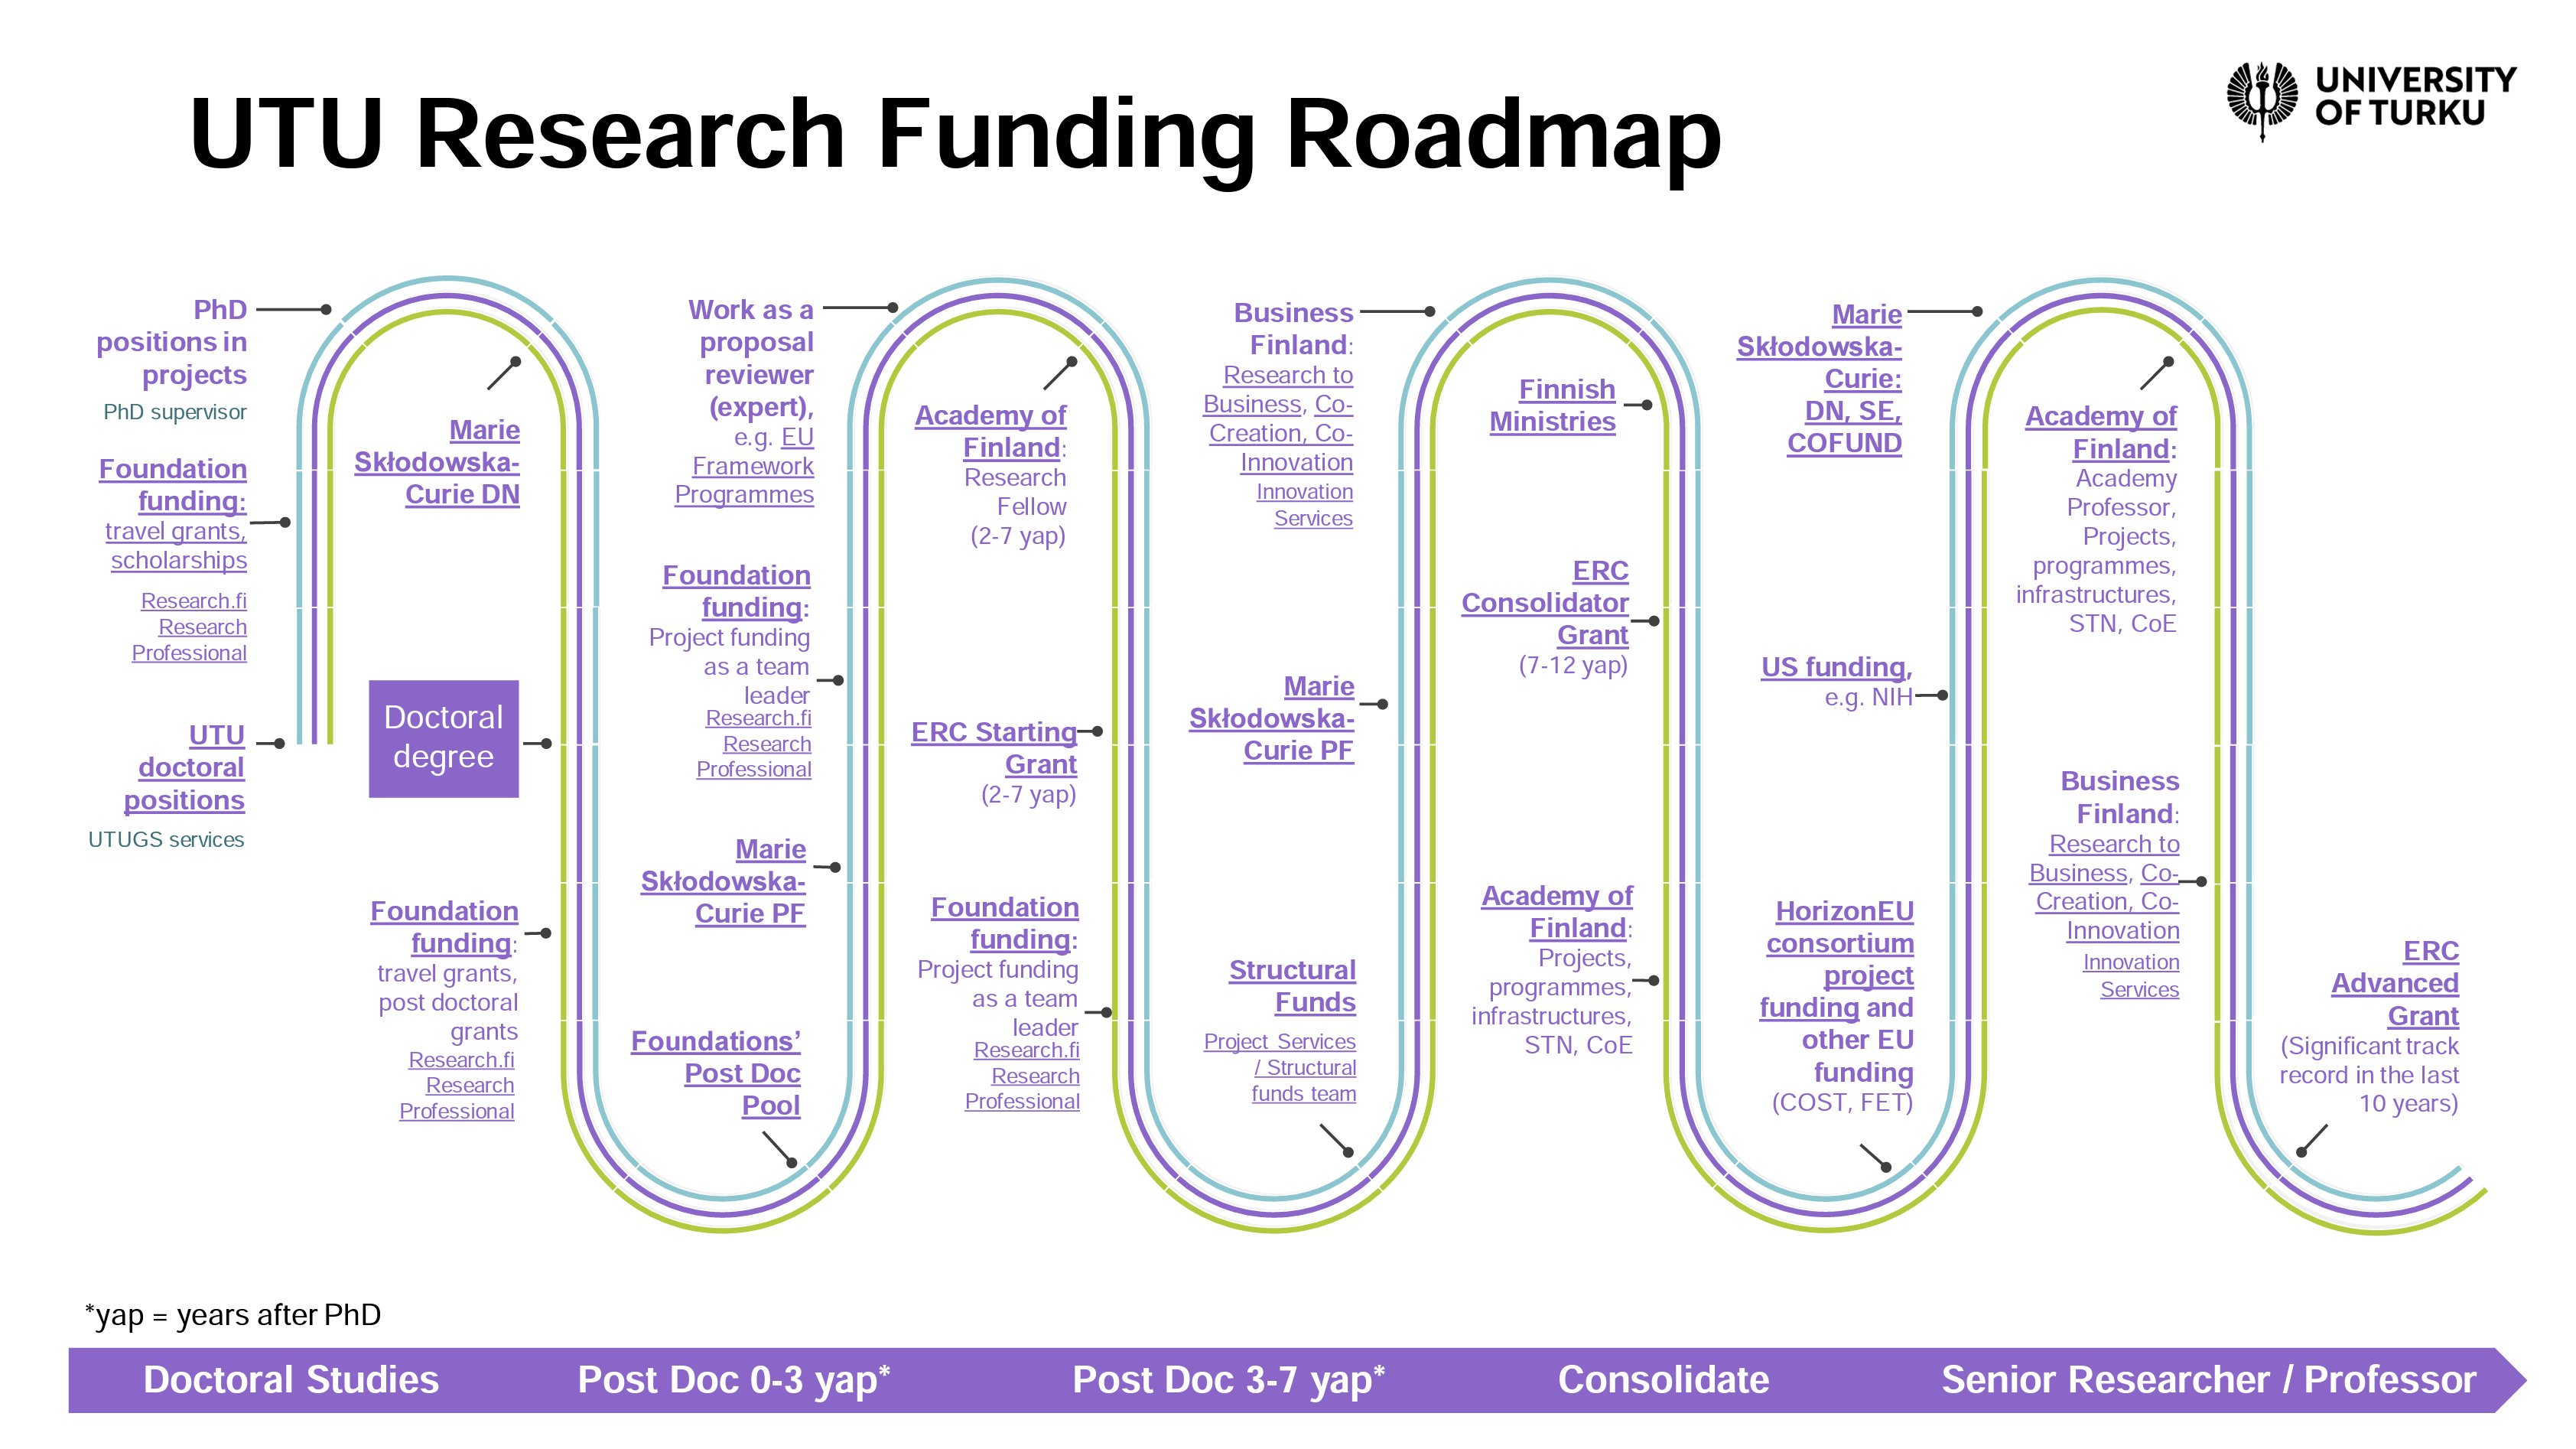 UTU Research Funding Roadmap
UNIVERSITY
OF TURKU
PhD
positions in
projects
PhD supervisor
Foundation
funding:
travel grants,
scholarships
Research.fi
Research
Professional
UTU
doctoral
positions
UTUGS services
Marie
Skłodowska-
Curie DN
Doctoral
degree
Foundation
funding:
travel grants,
post doctoral
grants
Research.fi
Research
Professional
Work as a
proposal
reviewer
(expert),
e.g. EU
Framework
Programmes
Foundation
funding:
Project funding
as a team
leader
Research.fi
Research
Professional
Marie
Skłodowska-
Curie PF
Foundations’
Post Doc
Pool
Academy of
Finland:
Research
Fellow
(2-7 yap)
ERC Starting
Grant
(2-7 yap)
Foundation
funding:
Project funding
as a team
leader
Research.fi
Research
Professional
Business
Finland:
Research to
Business, Co-
Creation, Co-
Innovation
Innovation
Services
Marie
Skłodowska-
Curie PF
Structural
Funds
Project Services
/ Structural
funds team
Finnish
Ministries
ERC
Consolidator
Grant
(7-12 yap)
Academy of
Finland:
Projects,
programmes,
infrastructures,
STN, CoE
Marie
Skłodowska-
Curie:
DN, SE,
COFUND
US funding,
e.g. NIH
HorizonEU
consortium
project
funding and
other EU
funding
(COST, FET)
Academy of
Finland:
Academy
Professor,
Projects,
programmes,
infrastructures,
STN, CoE
Business
Finland:
Research to
Business, Co-
Creation, Co-
Innovation
Innovation
Services
ERC
Advanced
Grant
(Significant track
record in the last
10 years)
*yap = years after PhD
Doctoral Studies
Post Doc 0-3 yap*
Post Doc 3-7 yap*
Consolidate
Senior Researcher / Professor